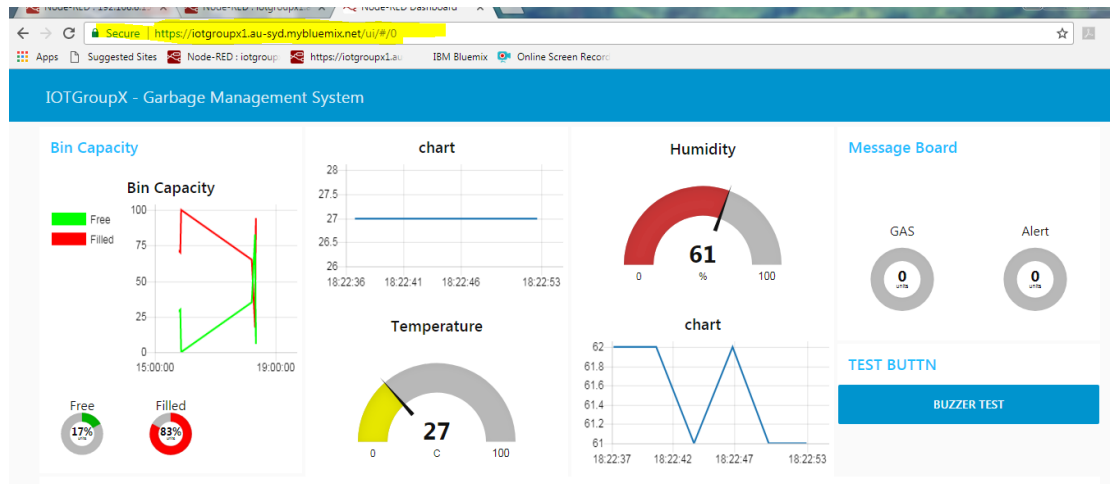 Node-RED : 192.168.0.2
Node-RED : iotgroupx1.
Node-RED Dashboard
Secure | https://iotgroupx1.au-syd.mybluemix.net/ui/#/0
Apps Suggested Sites Node-RED : iotgroup https://iotgroupx1.au IBM Bluemix Online Screen Record
IOTGroupX - Garbage Management System
Bin Capacity
Bin Capacity
Free
Filled
100
75
50
25
0
15:00:00 19:00:00
Free
17%
units
Filled
83%
units
chart
28
27.5
27
26.5
26
18:22:36 18:22:41 18:22:46 18:22:53
Temperature
27
0 C 100
Humidity
61
0 % 100
chart
62
61.8
61.6
61.4
61.2
61
18:22:37 18:22:42 18:22:47 18:22:53
Message Board
GAS
0
units
Alert
0
units
TEST BUTTN
BUZZER TEST